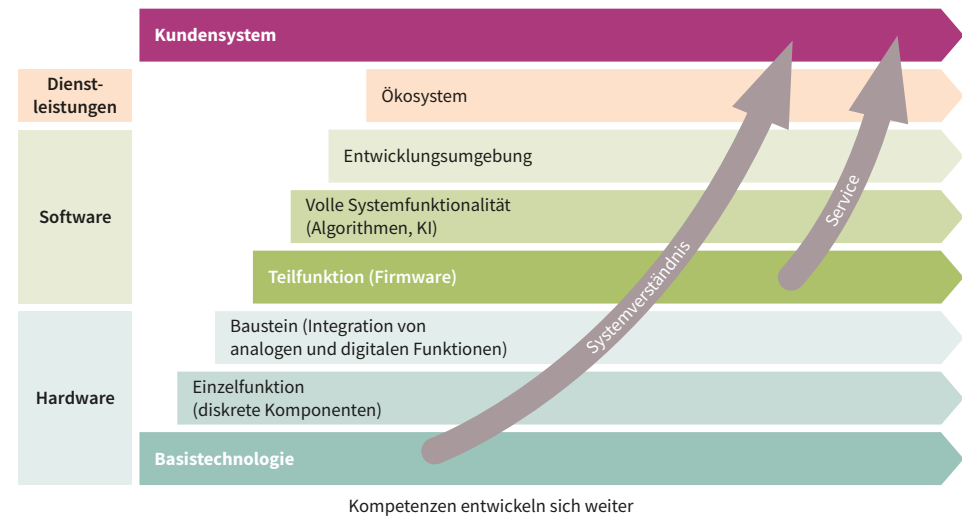 Kundensystem
Dienst-
leistungen
Ökosystem
Software
Entwicklungsumgebung
Volle Systemfunktionalität
(Algorithmen, KI)
Teilfunktion (Firmware)
Hardware
Baustein (Integration von
analogen und digitalen Funktionen)
Einzelfunktion
(diskrete Komponenten)
Basistechnologie
Systemverständnis
Service
Kompetenzen entwickeln sich weiter